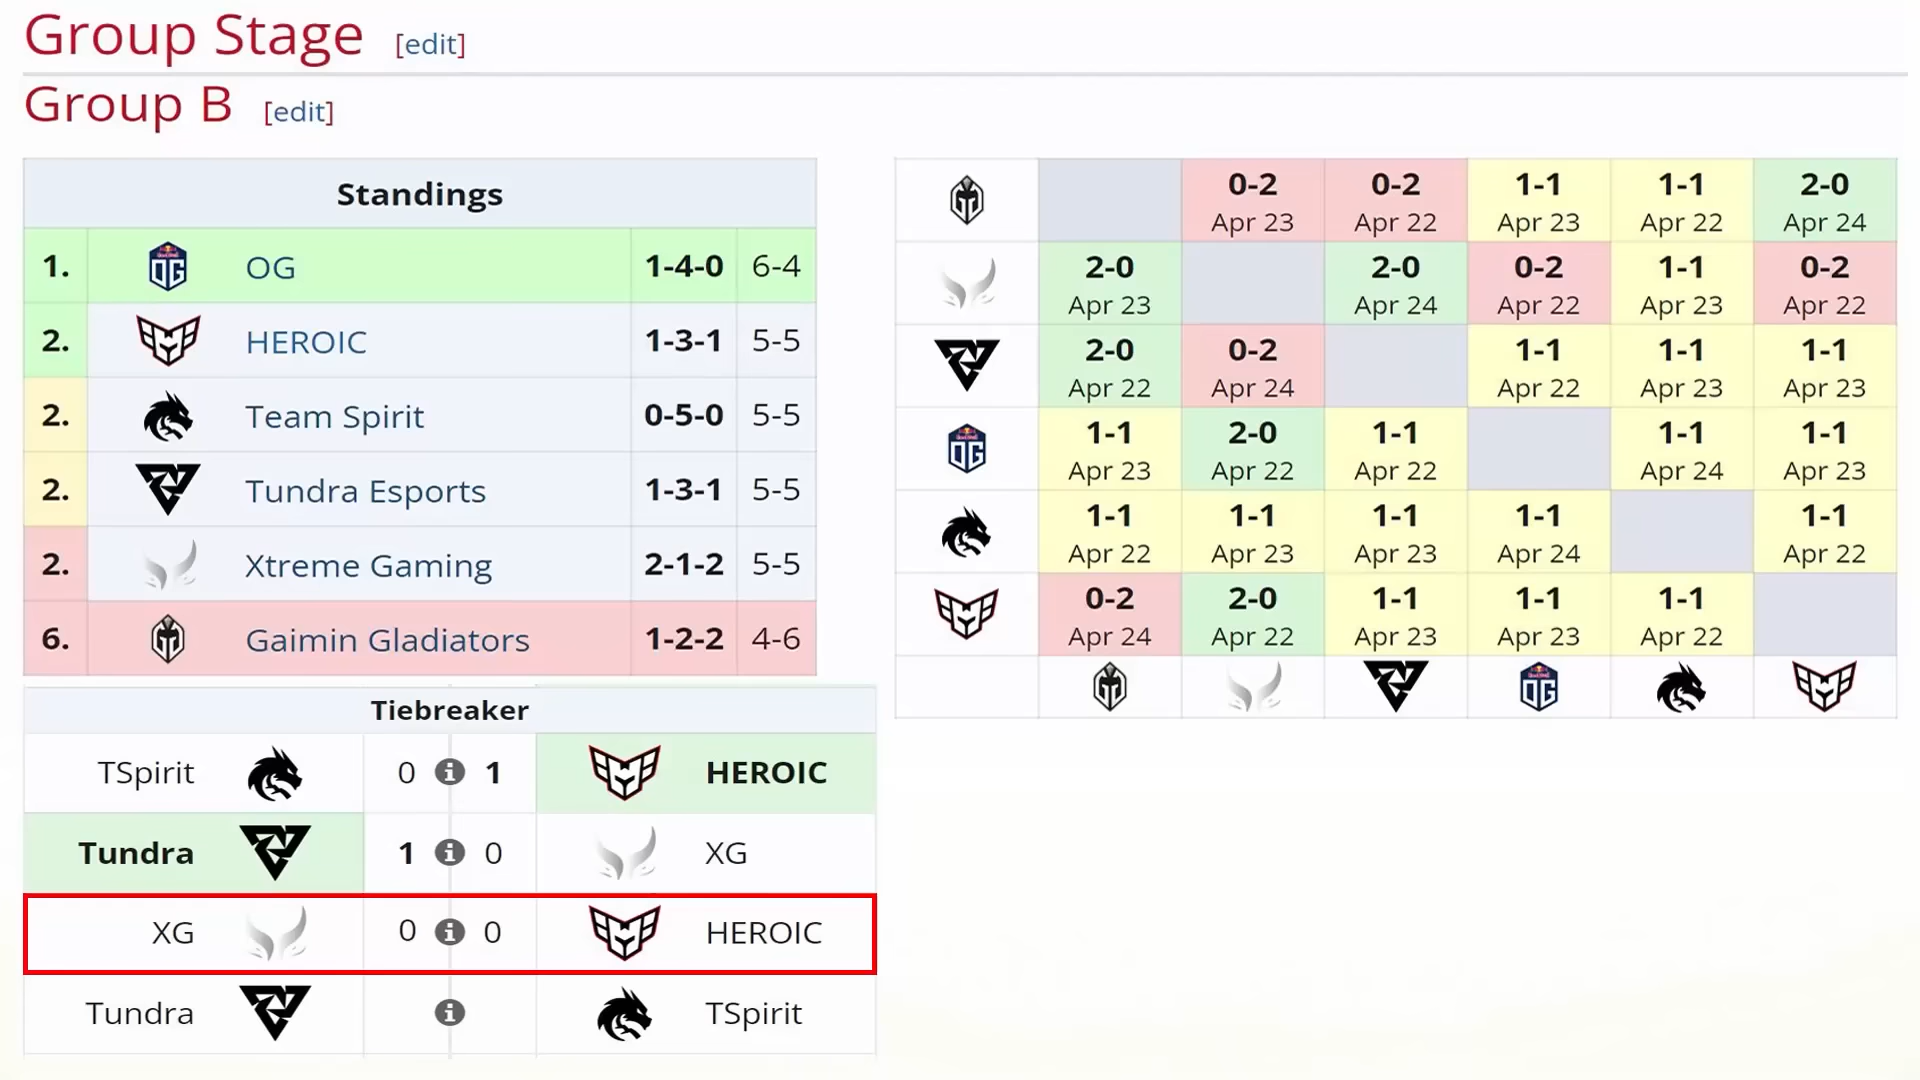 Group Stage [edit]
Group B [edit]
Standings
1. OG 1-4-0 6-4
2. HEROIC 1-3-1 5-5
2. Team Spirit 0-5-0 5-5
2. Tundra Esports 1-3-1 5-5
2. Xtreme Gaming 2-1-2 5-5
6. Gaimin Gladiators 1-2-2 4-6
0-2 0-2 1-1 1-1 2-0
Apr 23 Apr 22 Apr 23 Apr 22 Apr 24
2-0 2-0 0-2 1-1 0-2
Apr 23 Apr 24 Apr 22 Apr 23 Apr 22
2-0 0-2 1-1 1-1 1-1
Apr 22 Apr 24 Apr 22 Apr 23 Apr 23
1-1 2-0 1-1 1-1 1-1
Apr 23 Apr 22 Apr 22 Apr 24 Apr 23
1-1 1-1 1-1 1-1 1-1
Apr 22 Apr 23 Apr 23 Apr 24 Apr 22
0-2 2-0 1-1 1-1 1-1
Apr 24 Apr 22 Apr 23 Apr 23 Apr 22
Tiebreaker
TSpirit 0 1 HEROIC
Tundra 1 0 XG
XG 0 0 HEROIC
Tundra TSpirit